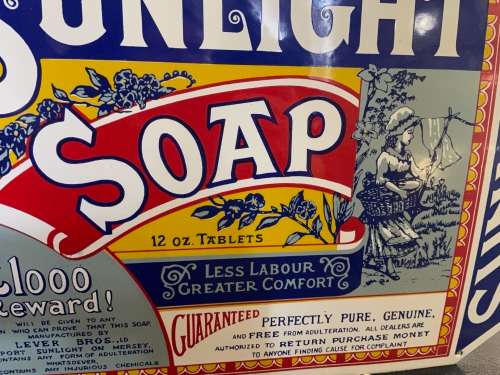 SUNLIGHT
SOAP
12 OZ. TABLETS
LESS LABOUR
GREATER COMFORT
£1000
Reward!
WILL BE GIVEN TO ANY
WHO CAN PROVE THAT THIS SOAP
MANUFACTURED BY
LEVER BROS., LD
PORT SUNLIGHT ON MERSEY,
CONTAINS ANY FORM OF ADULTERATION
WHATSOEVER,
CONTAINS ANY INJURIOUS CHEMICALS
GUARANTEED PERFECTLY PURE, GENUINE,
AND FREE FROM ADULTERATION. ALL DEALERS ARE
AUTHORIZED TO RETURN PURCHASE MONEY
TO ANYONE FINDING CAUSE FOR COMPLAINT
SUN